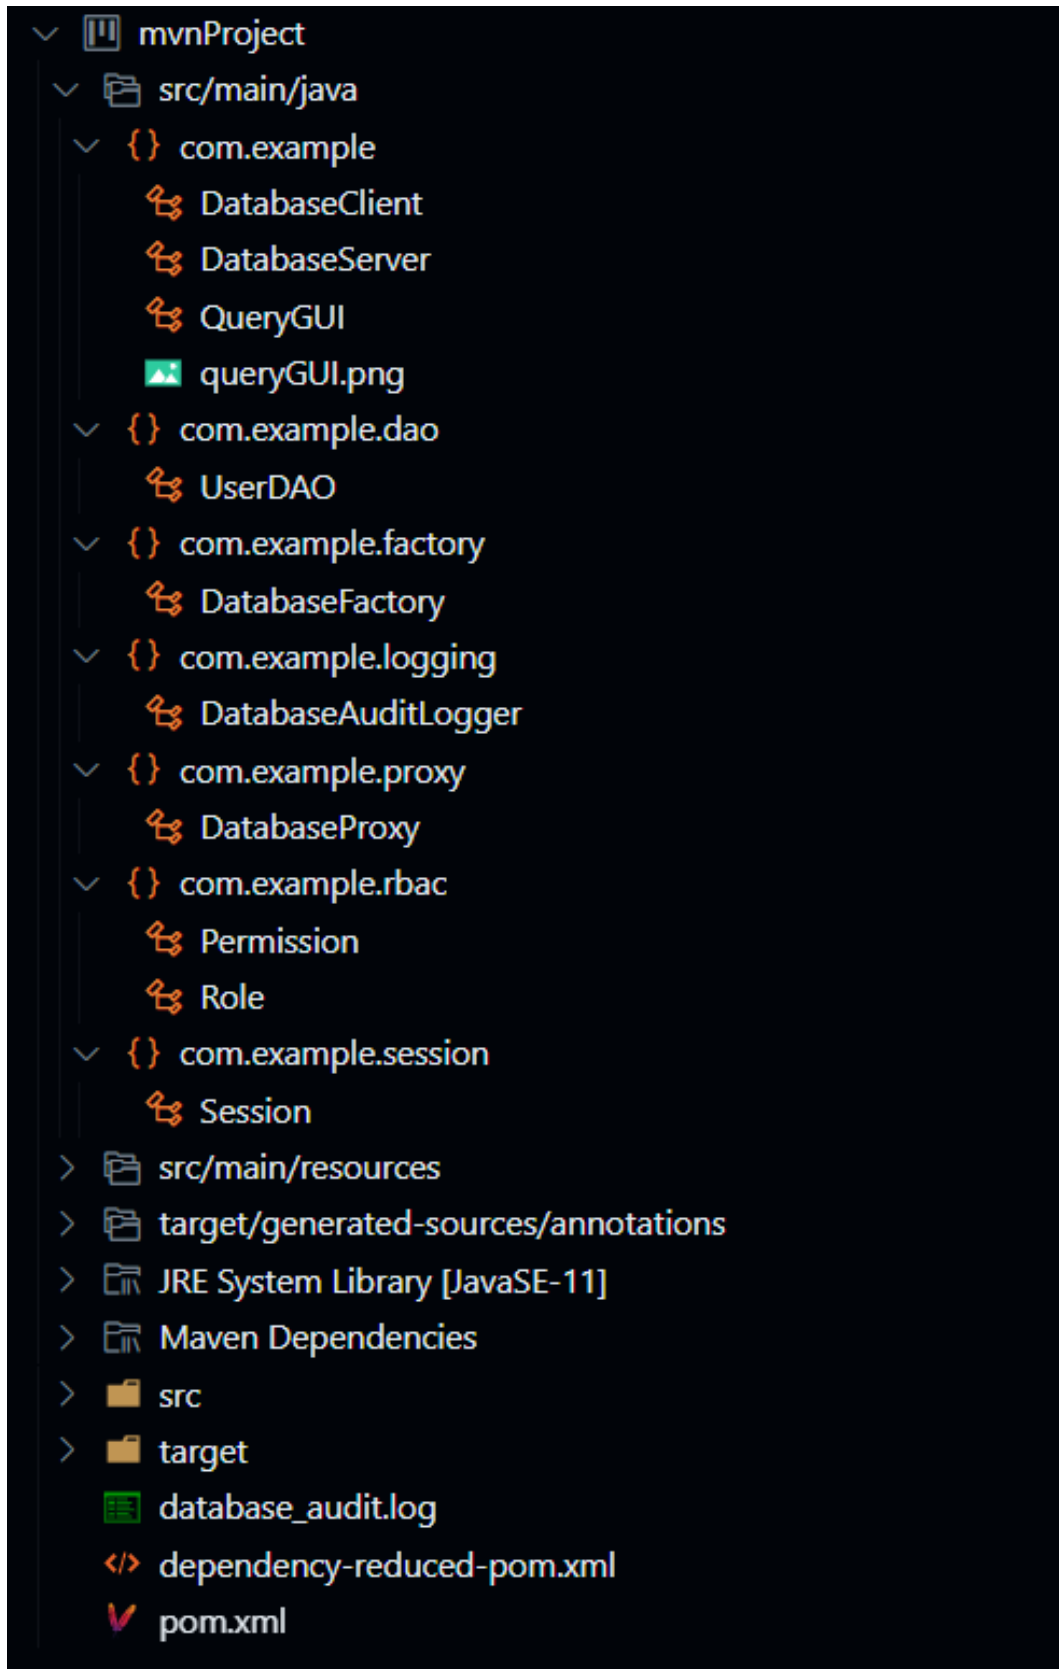 mvnProject
src/main/java
{} com.example
DatabaseClient
DatabaseServer
QueryGUI
queryGUI.png
{} com.example.dao
UserDAO
{} com.example.factory
DatabaseFactory
{} com.example.logging
DatabaseAuditLogger
{} com.example.proxy
DatabaseProxy
{} com.example.rbac
Permission
Role
{} com.example.session
Session
src/main/resources
target/generated-sources/annotations
JRE System Library [JavaSE-11]
Maven Dependencies
src
target
database_audit.log
dependency-reduced-pom.xml
pom.xml